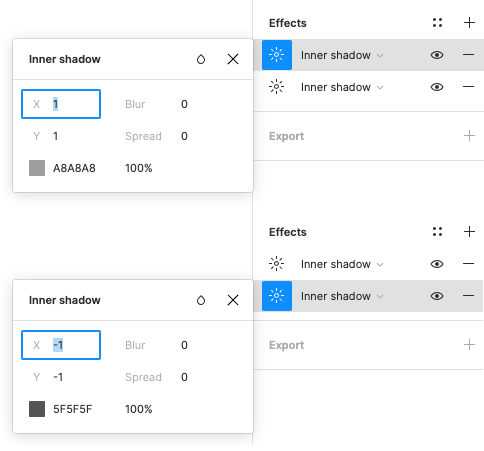 Effects
Inner shadow
Inner shadow
Export
Inner shadow
X 1 Blur 0
Y 1 Spread 0
A8A8A8 100%
Effects
Inner shadow
Inner shadow
Export
Inner shadow
X -1 Blur 0
Y -1 Spread 0
5F5F5F 100%